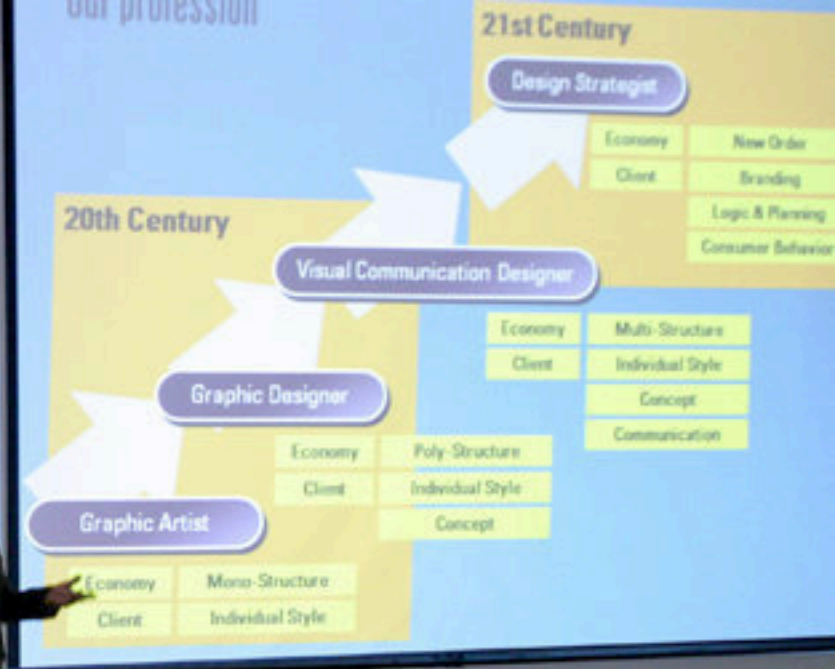 our profession
21st Century
Design Strategist
Economy New Order
Client Branding
Logic & Planning
Consumer Behavior
20th Century
Visual Communication Designer
Economy Multi-Structure
Client Individual Style
Concept
Communication
Graphic Designer
Economy Poly-Structure
Client Individual Style
Concept
Graphic Artist
Economy Mono-Structure
Client Individual Style